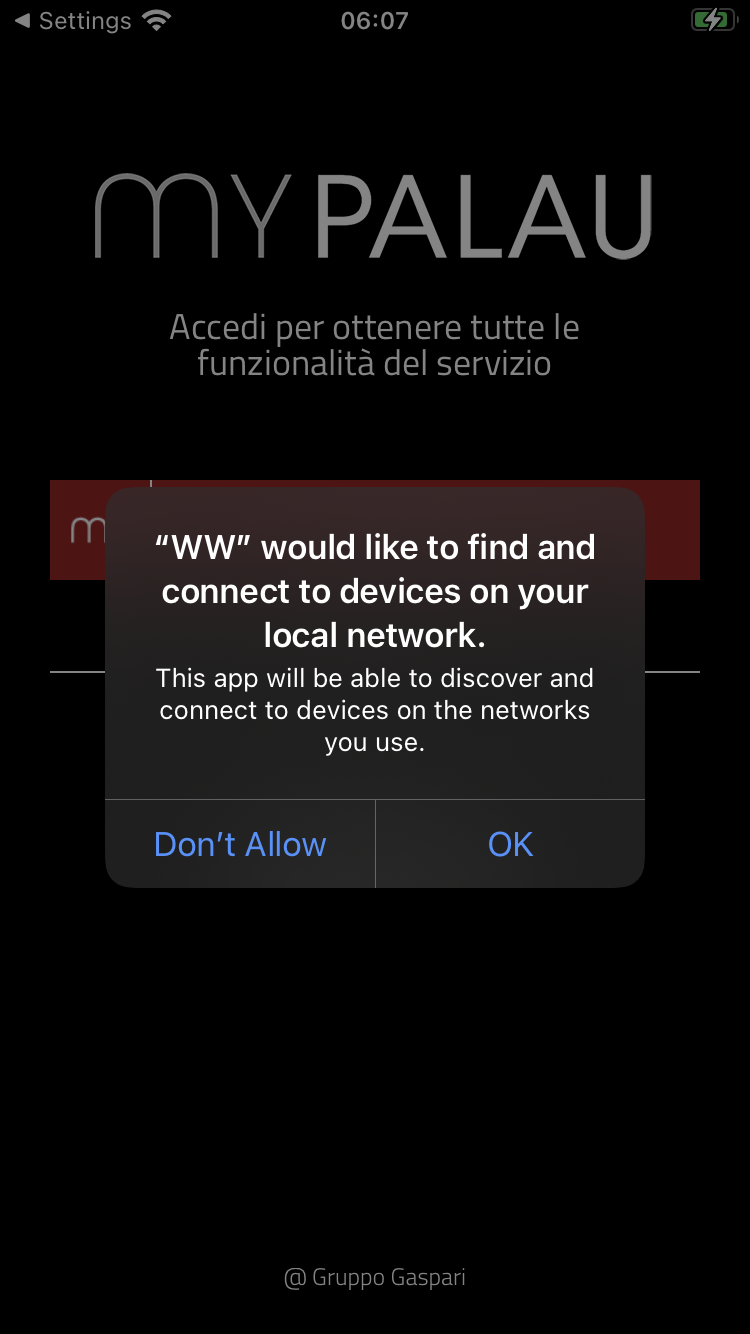 ◀ Settings
06:07
MYPALAU
Accedi per ottenere tutte le
funzionalità del servizio
m
“WW” would like to find and
connect to devices on your
local network.
This app will be able to discover and
connect to devices on the networks
you use.
Don’t Allow
OK
@ Gruppo Gaspari